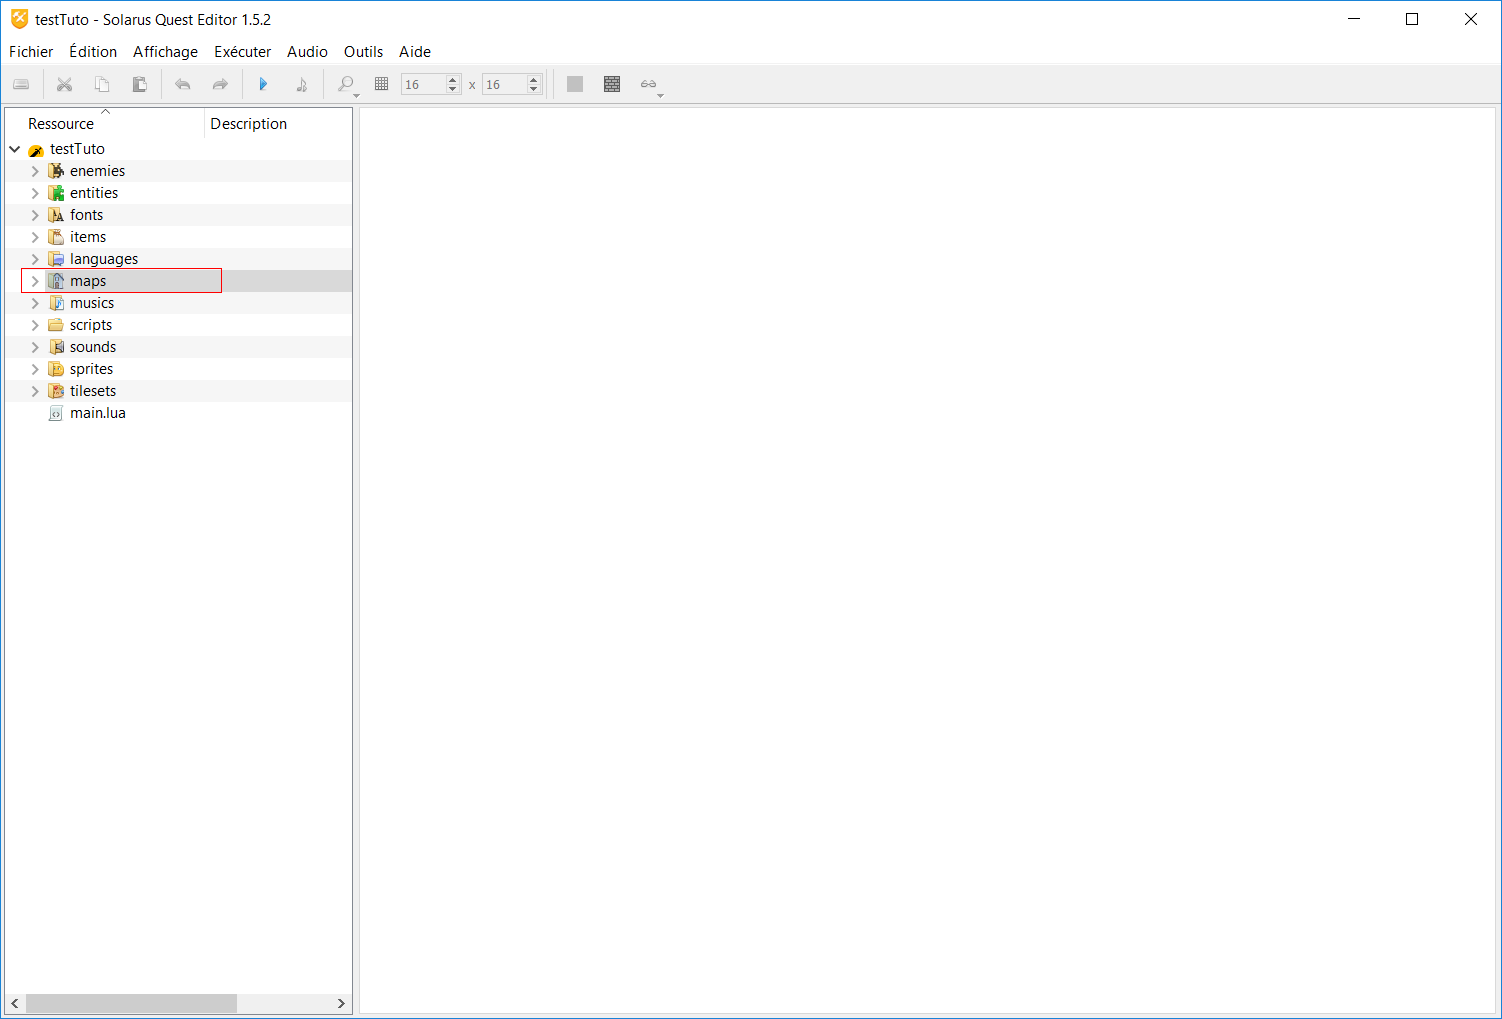 testTuto - Solarus Quest Editor 1.5.2
Fichier Édition Affichage Exécuter Audio Outils Aide
16 x 16
Ressource Description
testTuto
enemies
entities
fonts
items
languages
maps
musics
scripts
sounds
sprites
tilesets
main.lua